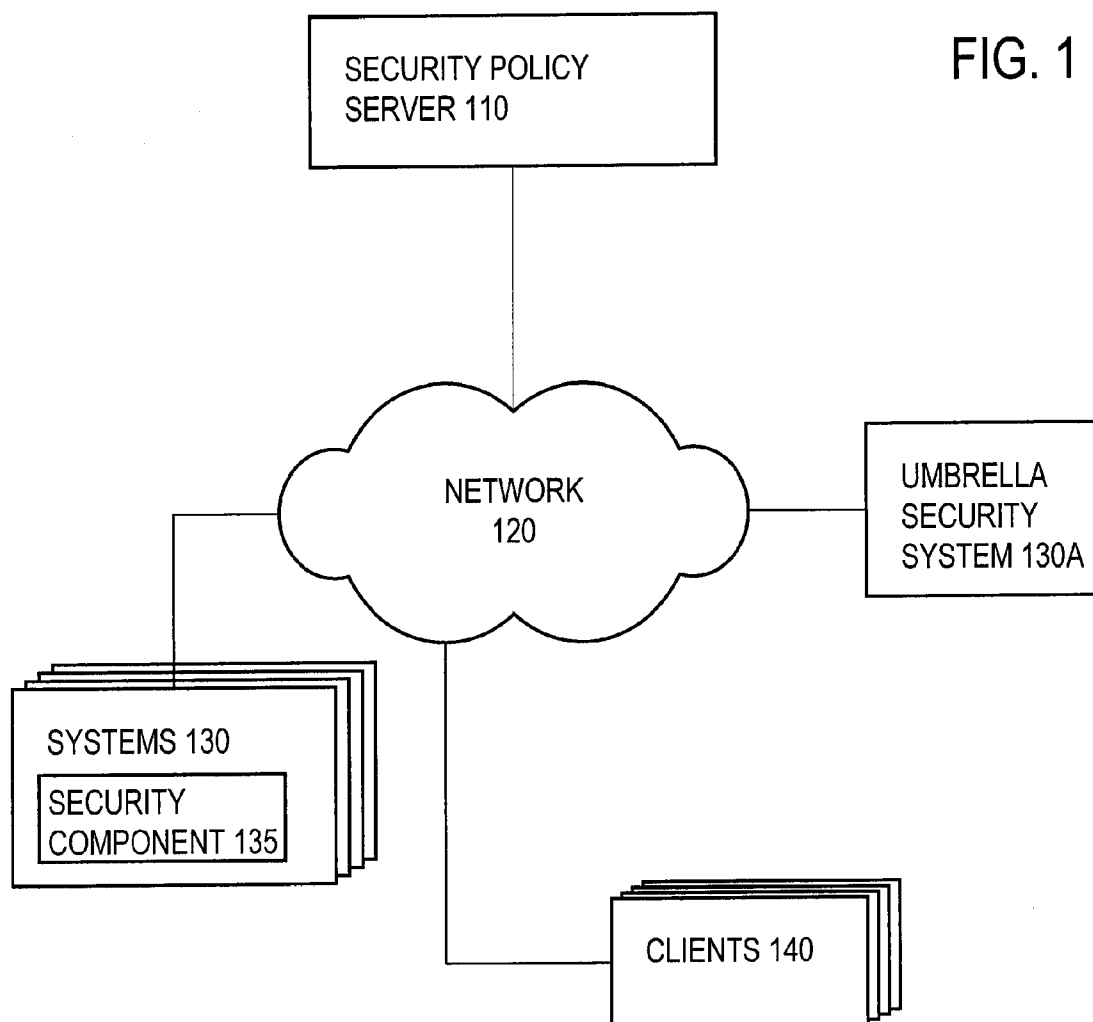 FIG. 1
SECURITY POLICY
SERVER 110
NETWORK
120
UMBRELLA
SECURITY
SYSTEM 130A
SYSTEMS 130
SECURITY
COMPONENT 135
CLIENTS 140